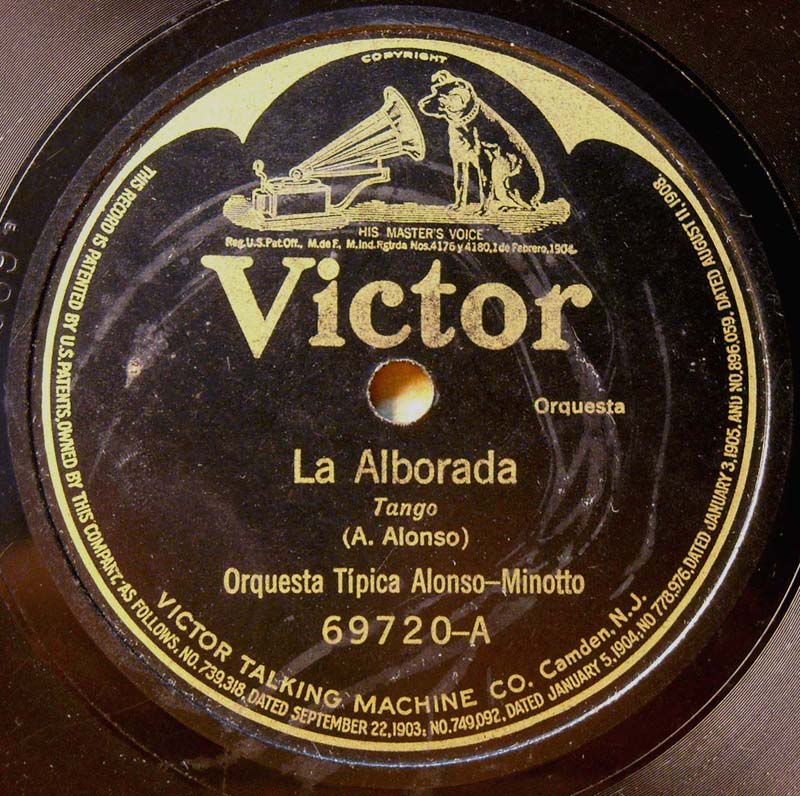 COPYRIGHT
HIS MASTER'S VOICE
Reg.U.S.Pat.Off., M.de F., M.Ind.Rgtrda Nos.4176 y 4180,1 de Febrero,1904.
Victor
Orquesta
La Alborada
Tango
(A. Alonso)
Orquesta Típica Alonso–Minotto
69720–A
VICTOR TALKING MACHINE CO. Camden, N.J.
THIS RECORD IS PATENTED BY U.S. PATENTS, OWNED BY THIS COMPANY, AS FOLLOWS, NO. 739,318, DATED SEPTEMBER 22, 1903; NO. 749,092, DATED JANUARY 5, 1904; NO 778,976, DATED JANUARY 3, 1905, AND NO. 896,059, DATED AUGUST 11, 1908.